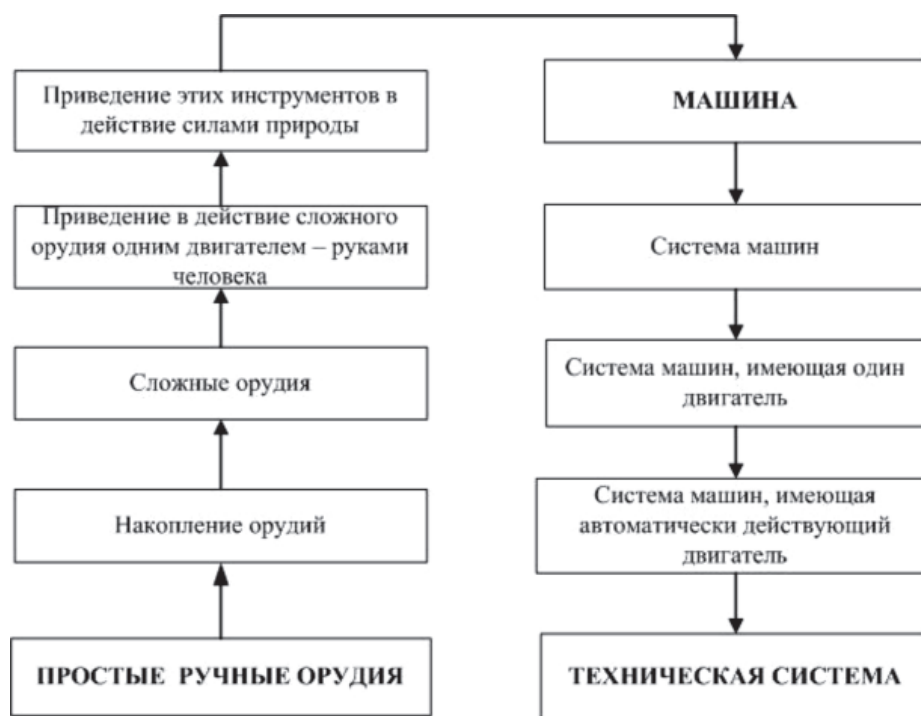 Приведение этих инструментов в
действие силами природы
Приведение в действие сложного
орудия одним двигателем – руками
человека
Сложные орудия
Накопление орудий
ПРОСТЫЕ РУЧНЫЕ ОРУДИЯ
МАШИНА
Система машин
Система машин, имеющая один
двигатель
Система машин, имеющая
автоматически действующий
двигатель
ТЕХНИЧЕСКАЯ СИСТЕМА